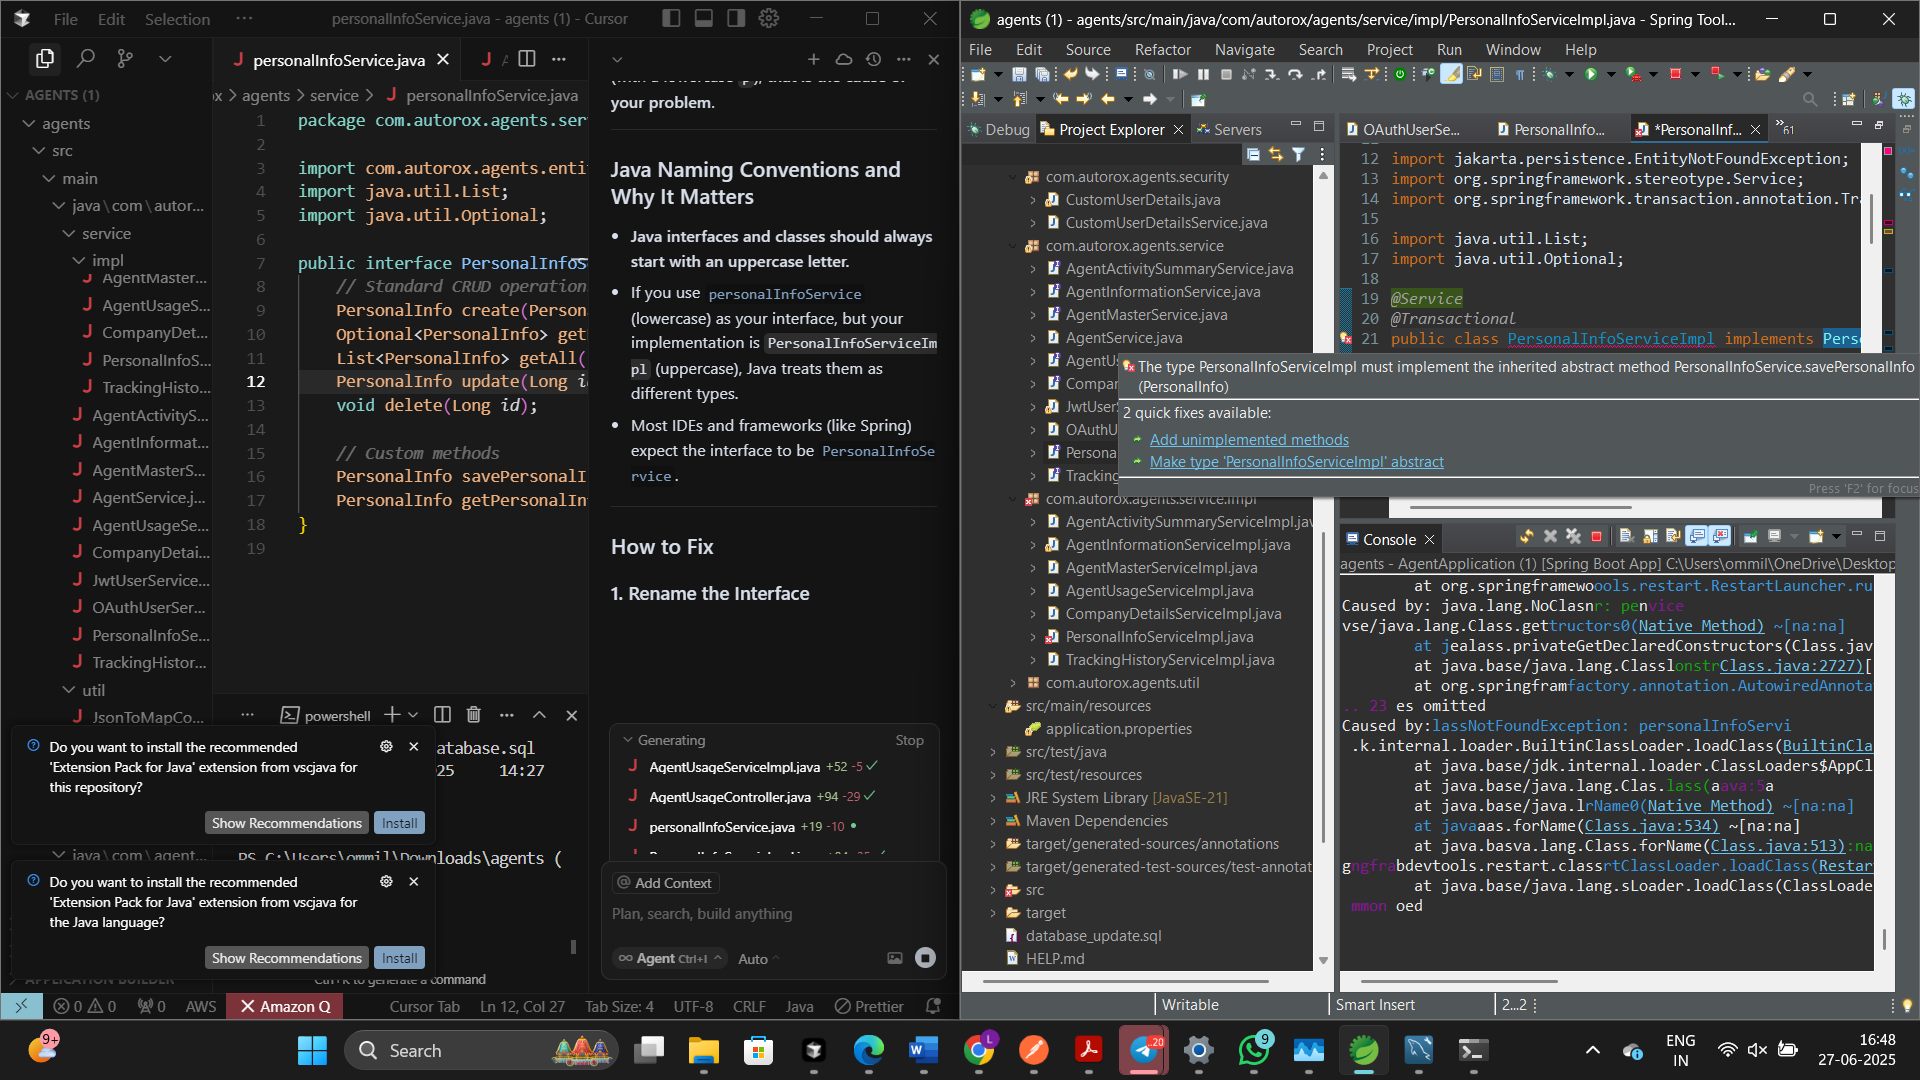 File Edit Selection ··· personalInfoService.java - agents (1) - Cursor
AGENTS (1)
agents
src
main
java\com\autor...
service
impl
AgentMaster...
AgentUsageS...
CompanyDet...
PersonalInfoS...
TrackingHisto...
AgentActivityS...
AgentInformat...
AgentMasterS...
AgentService.j...
AgentUsageSe...
CompanyDetai...
JwtUserService...
OAuthUserSer...
PersonalInfoSe...
TrackingHistor...
util
JsonToMapCo...
personalInfoService.java
> agents > service > personalInfoService.java
1 package com.autorox.agents.ser
2
3 import com.autorox.agents.enti
4 import java.util.List;
5 import java.util.Optional;
6
7 public interface PersonalInfoS
8 // Standard CRUD operation
9 PersonalInfo create(Person
10 Optional<PersonalInfo> get
11 List<PersonalInfo> getAll(
12 PersonalInfo update(Long i
13 void delete(Long id);
14
15 // Custom methods
16 PersonalInfo savePersonalI
17 PersonalInfo getPersonalIn
18 }
19
powershell
atabase.sql
025 14:27
PS C:\Users\ommil\Downloads\agents (
Do you want to install the recommended
'Extension Pack for Java' extension from vscjava for
this repository?
Show Recommendations Install
Do you want to install the recommended
'Extension Pack for Java' extension from vscjava for
the Java language?
Show Recommendations Install
Ctrl+K to generate a command
your problem.
Java Naming Conventions and
Why It Matters
• Java interfaces and classes should always
start with an uppercase letter.
• If you use personalInfoService
(lowercase) as your interface, but your
implementation is PersonalInfoServiceIm
pl (uppercase), Java treats them as
different types.
• Most IDEs and frameworks (like Spring)
expect the interface to be PersonalInfoSe
rvice.
How to Fix
1. Rename the Interface
Generating Stop
AgentUsageServiceImpl.java +52 -5
AgentUsageController.java +94 -29
personalInfoService.java +19 -10
@ Add Context
Plan, search, build anything
∞ Agent Ctrl+I Auto
0 0 0 AWS Amazon Q Cursor Tab Ln 12, Col 27 Tab Size: 4 UTF-8 CRLF Java Prettier
agents (1) - agents/src/main/java/com/autorox/agents/service/impl/PersonalInfoServiceImpl.java - Spring Tool...
File Edit Source Refactor Navigate Search Project Run Window Help
Debug Project Explorer Servers
com.autorox.agents.security
CustomUserDetails.java
CustomUserDetailsService.java
com.autorox.agents.service
AgentActivitySummaryService.java
AgentInformationService.java
AgentMasterService.java
AgentService.java
AgentUs
Compan
JwtUserS
OAuthU
Persona
Tracking
com.autorox.agents.service.impl
AgentActivitySummaryServiceImpl.jav
AgentInformationServiceImpl.java
AgentMasterServiceImpl.java
AgentUsageServiceImpl.java
CompanyDetailsServiceImpl.java
PersonalInfoServiceImpl.java
TrackingHistoryServiceImpl.java
com.autorox.agents.util
src/main/resources
application.properties
src/test/java
src/test/resources
JRE System Library [JavaSE-21]
Maven Dependencies
target/generated-sources/annotations
target/generated-test-sources/test-annotat
src
target
database_update.sql
HELP.md
OAuthUserSe... PersonalInfo... *PersonalInf... »61
12 import jakarta.persistence.EntityNotFoundException;
13 import org.springframework.stereotype.Service;
14 import org.springframework.transaction.annotation.Tra
15
16 import java.util.List;
17 import java.util.Optional;
18
19 @Service
20 @Transactional
21 public class PersonalInfoServiceImpl implements Perso
The type PersonalInfoServiceImpl must implement the inherited abstract method PersonalInfoService.savePersonalInfo
(PersonalInfo)
2 quick fixes available:
Add unimplemented methods
Make type 'PersonalInfoServiceImpl' abstract
Press 'F2' for focus
Console
agents - AgentApplication (1) [Spring Boot App] C:\Users\ommil\OneDrive\Desktop
at org.springframewoools.restart.RestartLauncher.ru
Caused by: java.lang.NoClasnr: penvice
vse/java.lang.Class.gettructors0(Native Method) ~[na:na]
at jealass.privateGetDeclaredConstructors(Class.jav
at java.base/java.lang.ClasslonstrClass.java:2727)[
at org.springframfactory.annotation.AutowiredAnnota
.. 23 es omitted
Caused by:lassNotFoundException: personalInfoServi
.k.internal.loader.BuiltinClassLoader.loadClass(BuiltinCla
at java.base/jdk.internal.loader.ClassLoaders$AppCl
at java.base/java.lang.Clas.lass(aava:5a
at java.base/java.lrName0(Native Method) ~[na:na]
at javaaas.forName(Class.java:534) ~[na:na]
at java.basva.lang.Class.forName(Class.java:513):na
gngfrabdevtools.restart.classrtClassLoader.loadClass(Restar
at java.base/java.lang.sLoader.loadClass(ClassLoade
mmon oed
Writable Smart Insert 2...2
9+ Search 20 9 ENG
IN 16:48
27-06-2025